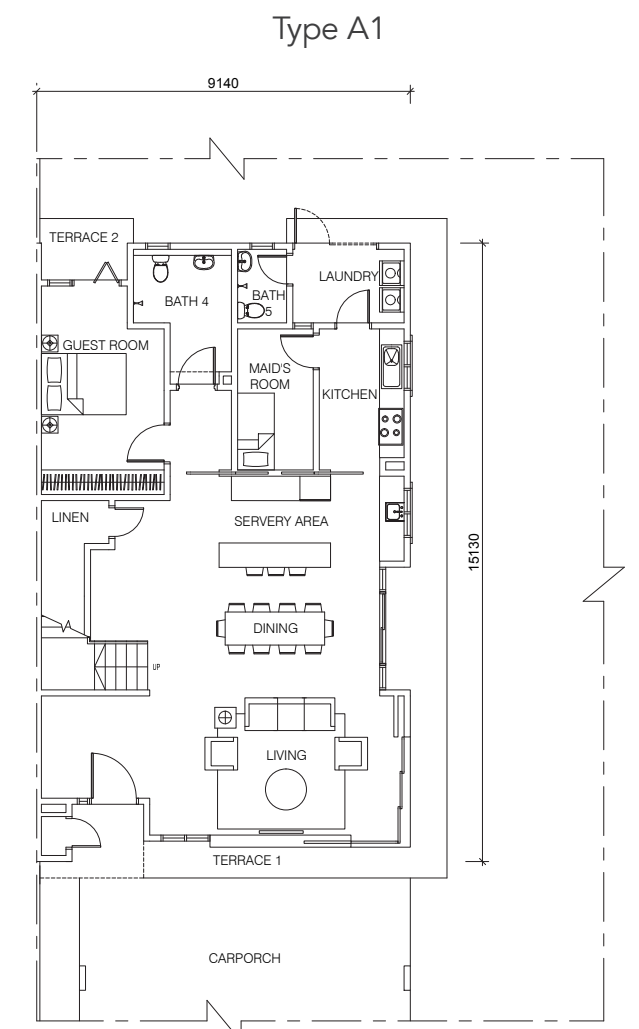 Type A1
9140
TERRACE 2
LAUNDRY
BATH 4
BATH
5
GUEST ROOM
MAID'S
ROOM
KITCHEN
LINEN
SERVERY AREA
15130
DINING
UP
LIVING
TERRACE 1
CARPORCH